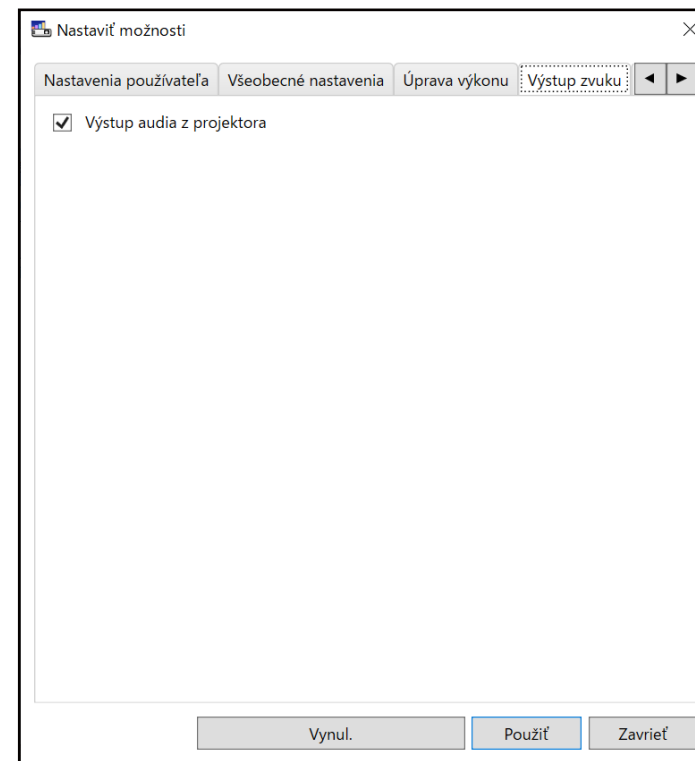 Nastaviť možnosti
Nastavenia používateľa Všeobecné nastavenia Úprava výkonu Výstup zvuku
Výstup audia z projektora
Vynul. Použiť Zavrieť